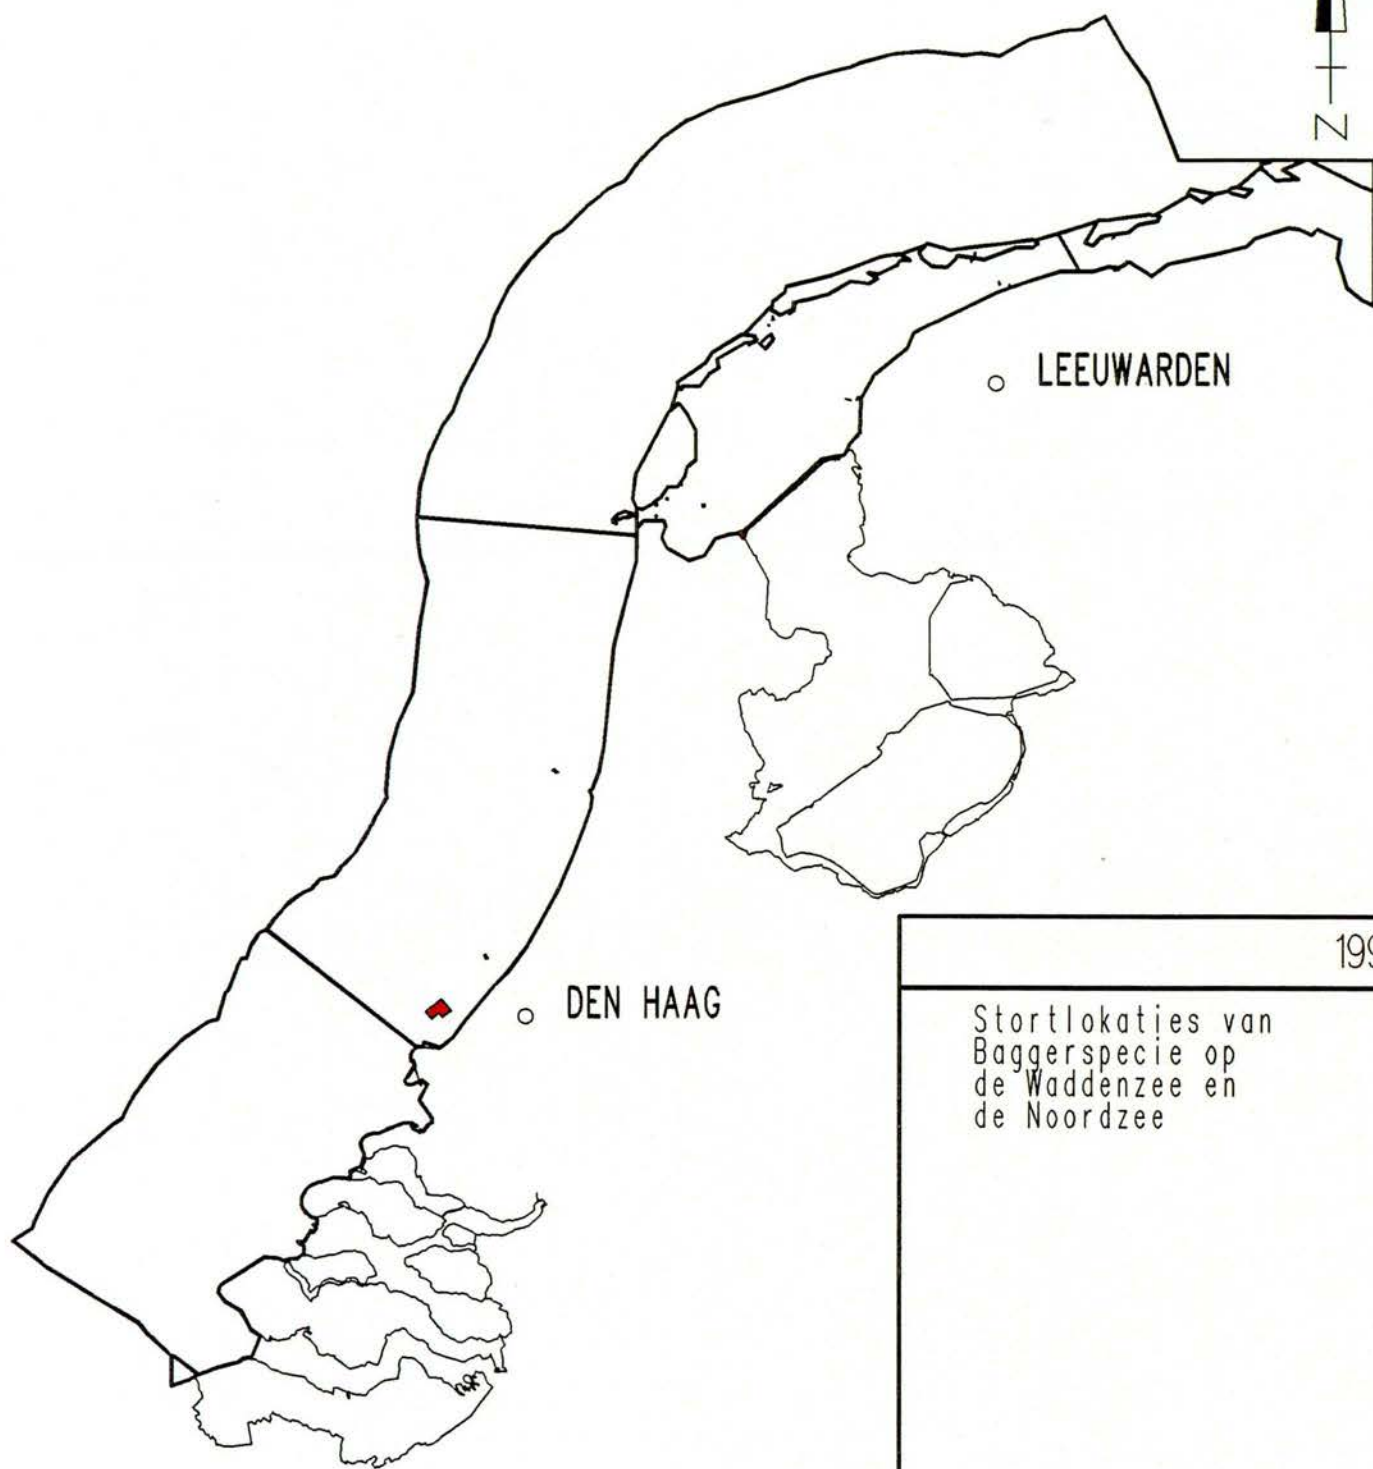 N
LEEUWARDEN
DEN HAAG
Stortlokaties van
Baggerspecie op
de Waddenzee en
de Noordzee